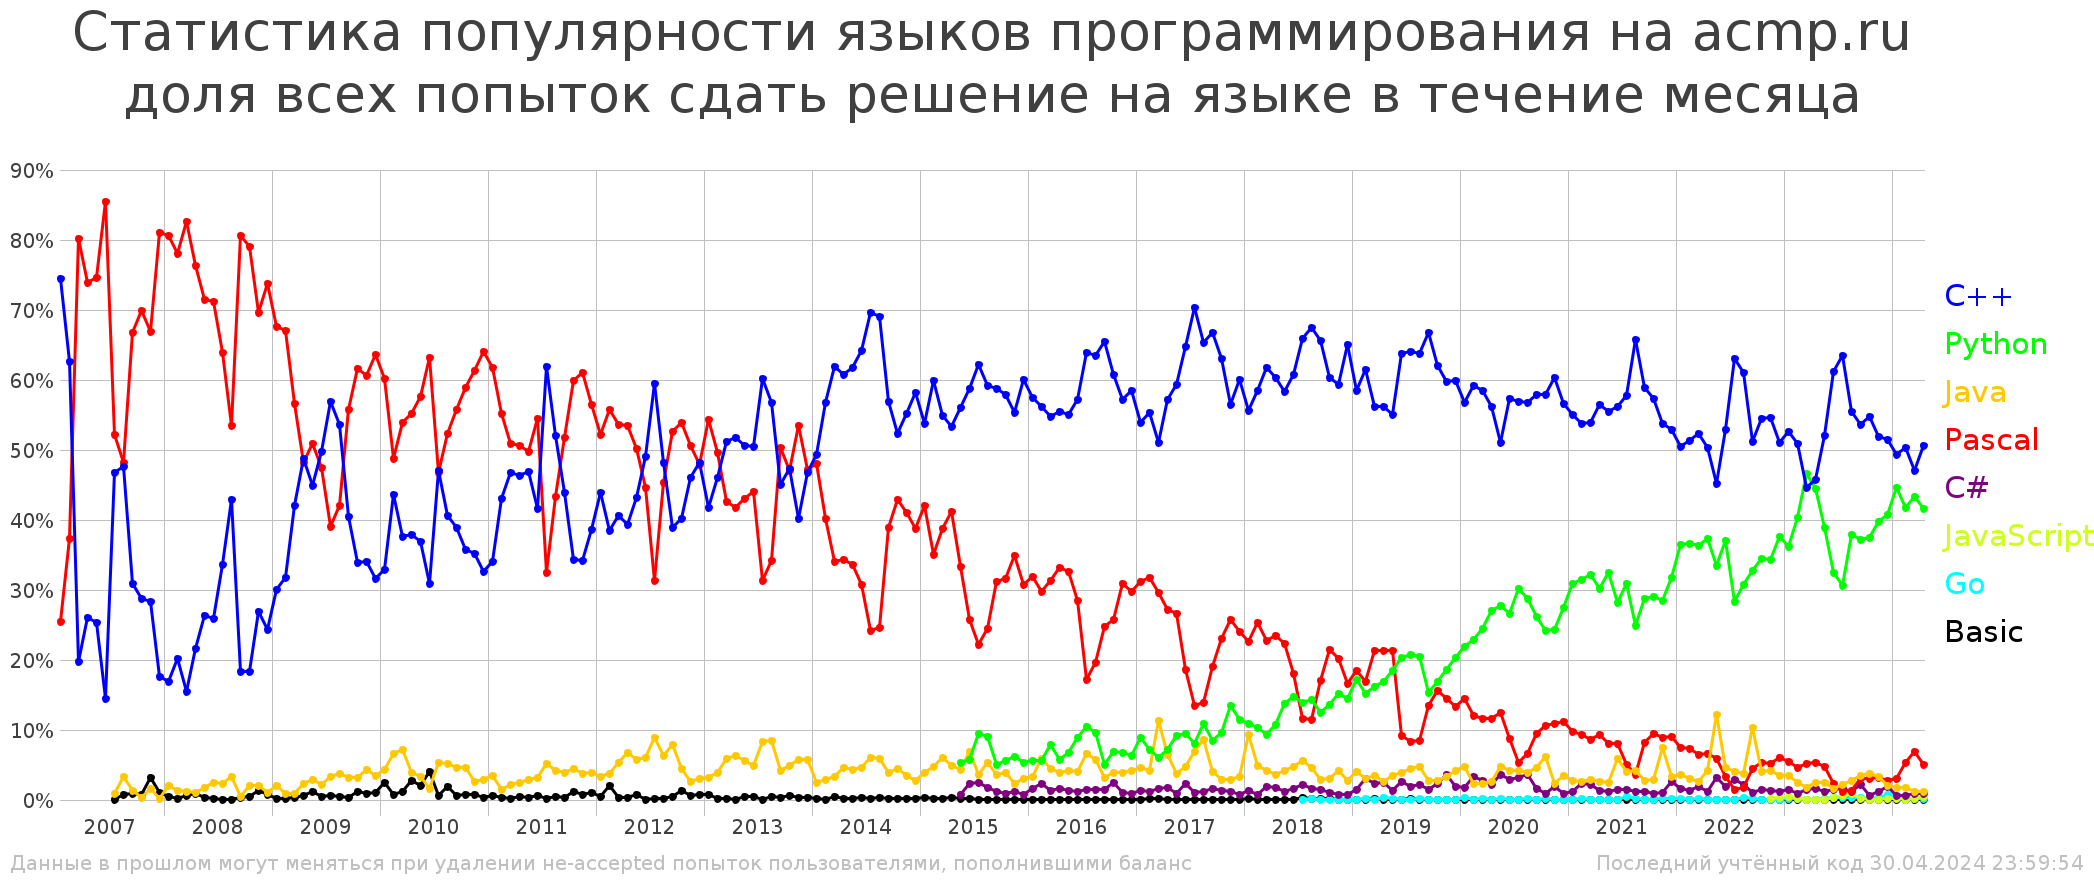 Статистика популярности языков программирования на acmp.ru
доля всех попыток сдать решение на языке в течение месяца
90%
80%
70%
60%
50%
40%
30%
20%
10%
0%
C++
Python
Java
Pascal
C#
JavaScript
Go
Basic
2007 2008 2009 2010 2011 2012 2013 2014 2015 2016 2017 2018 2019 2020 2021 2022 2023
Данные в прошлом могут меняться при удалении не-accepted попыток пользователями, пополнившими баланс
Последний учтённый код 30.04.2024 23:59:54